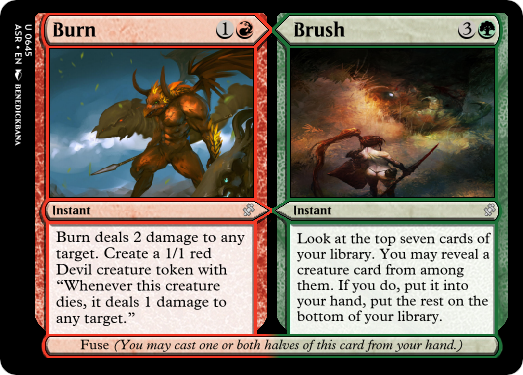 Burn 1
Instant
Burn deals 2 damage to any
target. Create a 1/1 red
Devil creature token with
“Whenever this creature
dies, it deals 1 damage to
any target.”
Brush 3
Instant
Look at the top seven cards of
your library. You may reveal a
creature card from among
them. If you do, put it into
your hand, put the rest on the
bottom of your library.
Fuse (You may cast one or both halves of this card from your hand.)
U 0645
ASR • EN BENEDICKBANA